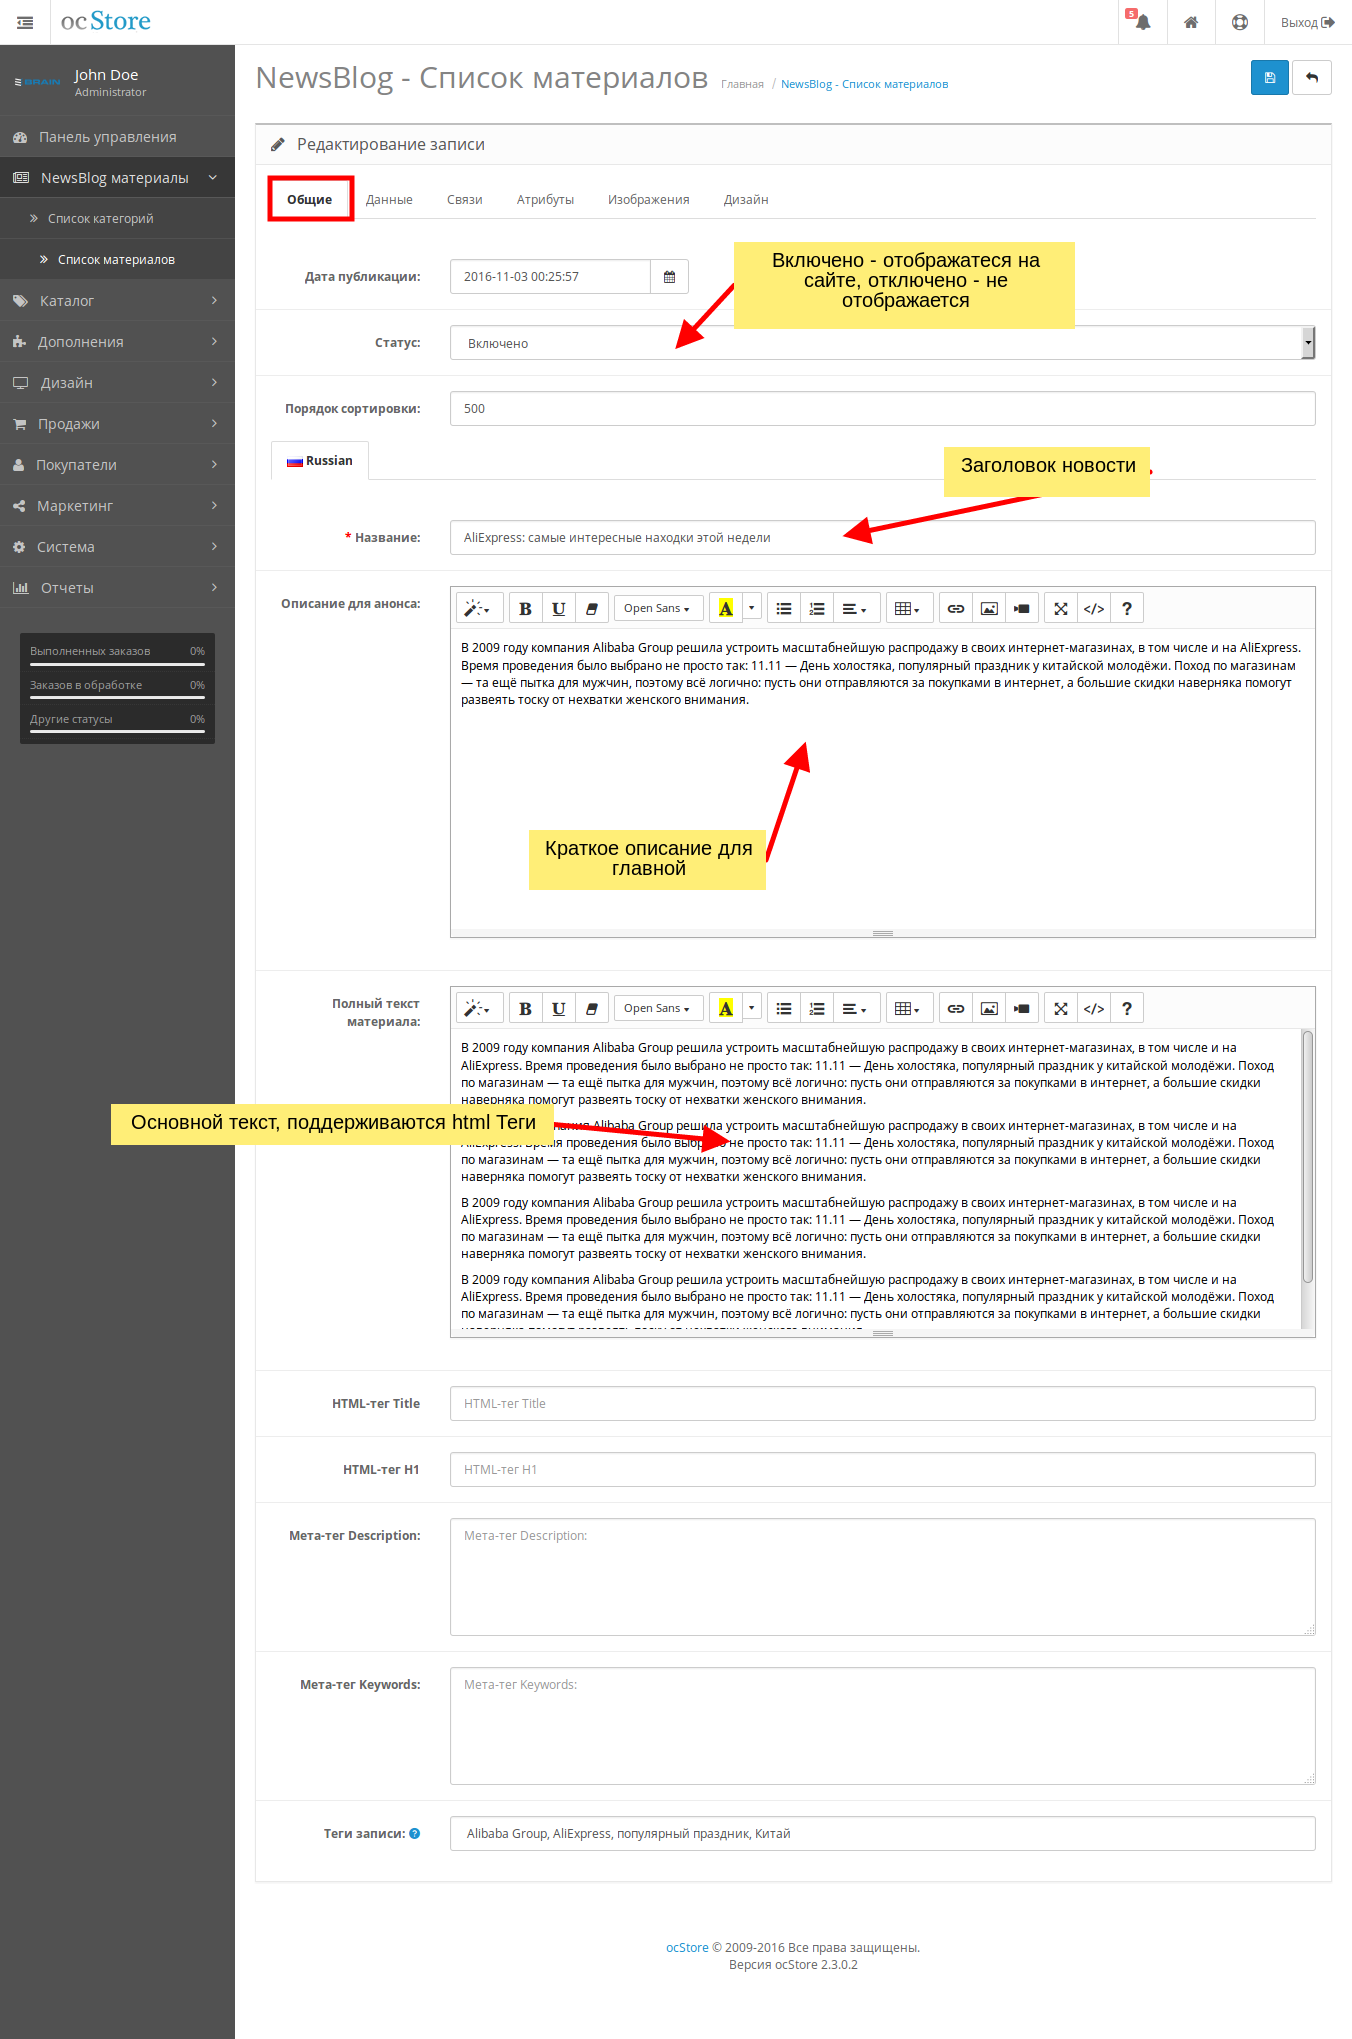 ocStore
5
Выход
BRAIN
John Doe
Administrator
Панель управления
NewsBlog материалы
Список категорий
Список материалов
Каталог
Дополнения
Дизайн
Продажи
Покупатели
Маркетинг
Система
Отчеты
Выполненных заказов 0%
Заказов в обработке 0%
Другие статусы 0%
NewsBlog - Список материалов
Главная / NewsBlog - Список материалов
Редактирование записи
Общие Данные Связи Атрибуты Изображения Дизайн
Включено - отображатеся на
сайте, отключено - не
отображается
Дата публикации: 2016-11-03 00:25:57
Статус: Включено
Порядок сортировки: 500
Russian
Заголовок новости
* Название: AliExpress: самые интересные находки этой недели
Описание для анонса:
B U Open Sans A </> ?
В 2009 году компания Alibaba Group решила устроить масштабнейшую распродажу в своих интернет-магазинах, в том числе и на AliExpress.
Время проведения было выбрано не просто так: 11.11 — День холостяка, популярный праздник у китайской молодёжи. Поход по магазинам
— та ещё пытка для мужчин, поэтому всё логично: пусть они отправляются за покупками в интернет, а большие скидки наверняка помогут
развеять тоску от нехватки женского внимания.
Краткое описание для
главной
Полный текст
материала:
B U Open Sans A </> ?
В 2009 году компания Alibaba Group решила устроить масштабнейшую распродажу в своих интернет-магазинах, в том числе и на
AliExpress. Время проведения было выбрано не просто так: 11.11 — День холостяка, популярный праздник у китайской молодёжи. Поход
по магазинам — та ещё пытка для мужчин, поэтому всё логично: пусть они отправляются за покупками в интернет, а большие скидки
наверняка помогут развеять тоску от нехватки женского внимания.
Основной текст, поддерживаются html Теги
Alibaba Group решила устроить масштабнейшую распродажу в своих интернет-магазинах, в том числе и на
проведения было не просто так: 11.11 — День холостяка, популярный праздник у китайской молодёжи. Поход
по магазинам — та ещё пытка для мужчин, поэтому всё логично: пусть они отправляются за покупками в интернет, а большие скидки
наверняка помогут развеять тоску от нехватки женского внимания.
В 2009 году компания Alibaba Group решила устроить масштабнейшую распродажу в своих интернет-магазинах, в том числе и на
AliExpress. Время проведения было выбрано не просто так: 11.11 — День холостяка, популярный праздник у китайской молодёжи. Поход
по магазинам — та ещё пытка для мужчин, поэтому всё логично: пусть они отправляются за покупками в интернет, а большие скидки
наверняка помогут развеять тоску от нехватки женского внимания.
В 2009 году компания Alibaba Group решила устроить масштабнейшую распродажу в своих интернет-магазинах, в том числе и на
AliExpress. Время проведения было выбрано не просто так: 11.11 — День холостяка, популярный праздник у китайской молодёжи. Поход
по магазинам — та ещё пытка для мужчин, поэтому всё логично: пусть они отправляются за покупками в интернет, а большие скидки
HTML-тег Title HTML-тег Title
HTML-тег H1 HTML-тег H1
Мета-тег Description: Мета-тег Description:
Мета-тег Keywords: Мета-тег Keywords:
Теги записи: Alibaba Group, AliExpress, популярный праздник, Китай
ocStore © 2009-2016 Все права защищены.
Версия ocStore 2.3.0.2